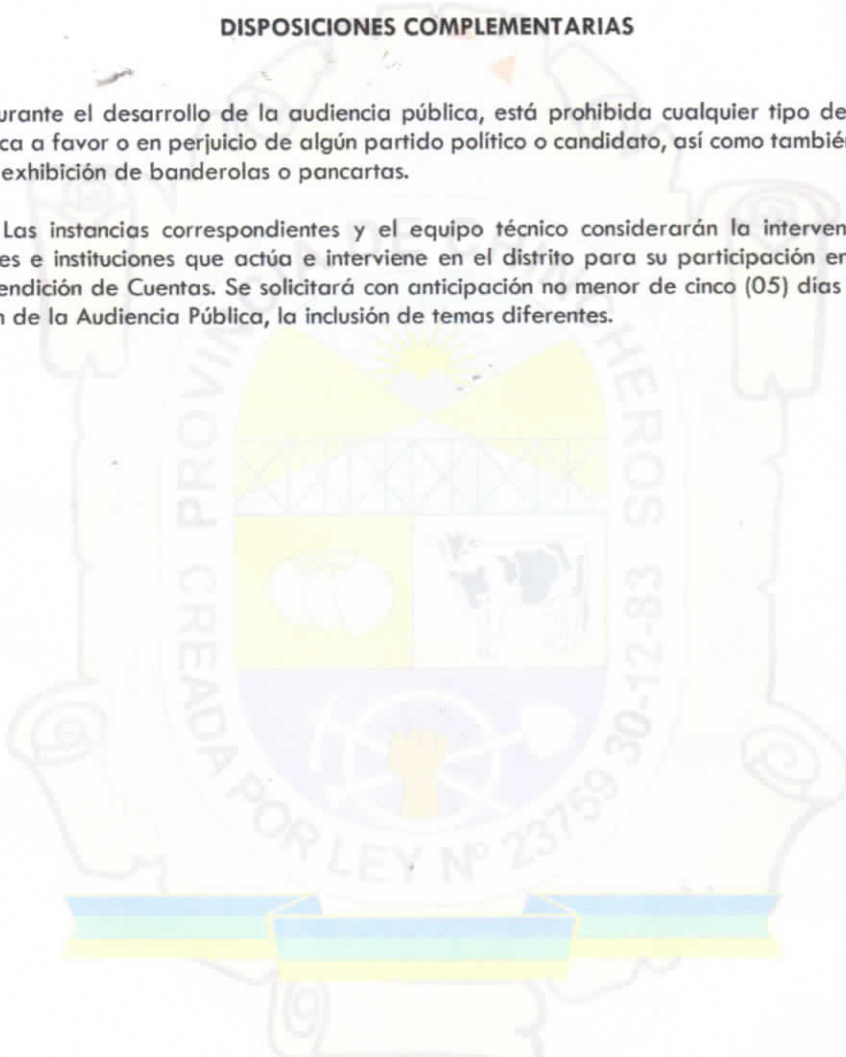 DISPOSICIONES COMPLEMENTARIAS
urante el desarrollo de la audiencia pública, está prohibida cualquier tipo de
ca a favor o en perjuicio de algún partido político o candidato, así como también
exhibición de banderolas o pancartas.
Las instancias correspondientes y el equipo técnico considerarán la interven
es e instituciones que actúa e interviene en el distrito para su participación en
endición de Cuentas. Se solicitará con anticipación no menor de cinco (05) días
n de la Audiencia Pública, la inclusión de temas diferentes.
PROVINCIA DE CHINCHEROS
CREADA POR LEY Nº 23759 30-12-83